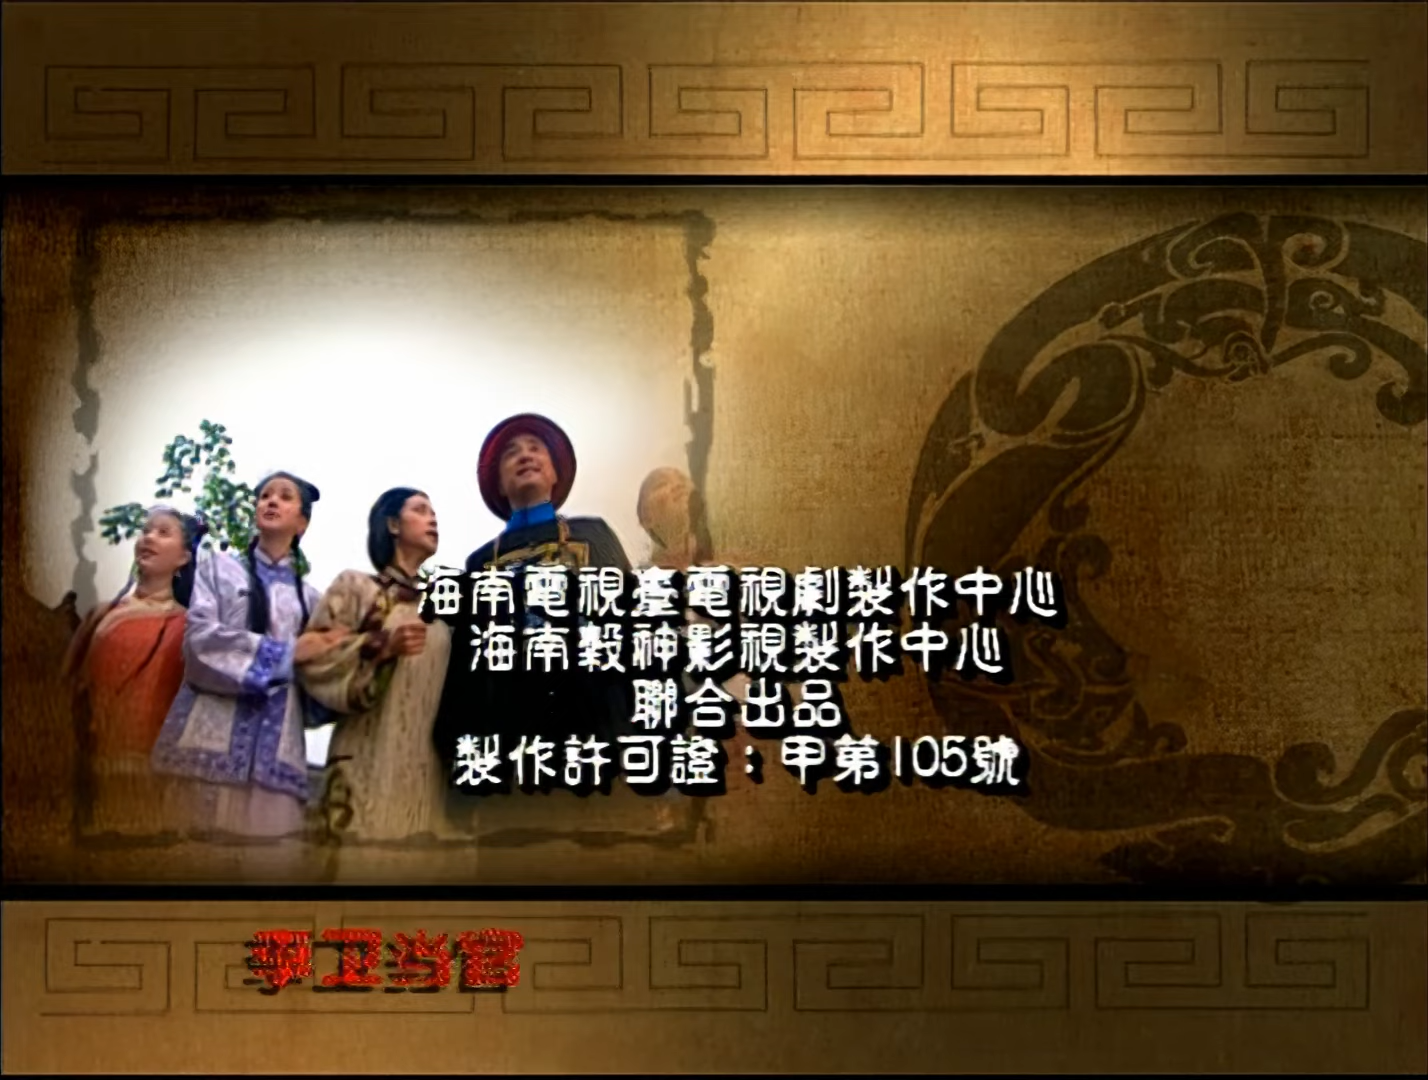 海南電視臺電視劇製作中心
海南穀神影視製作中心
聯合出品
製作許可證：甲第105號